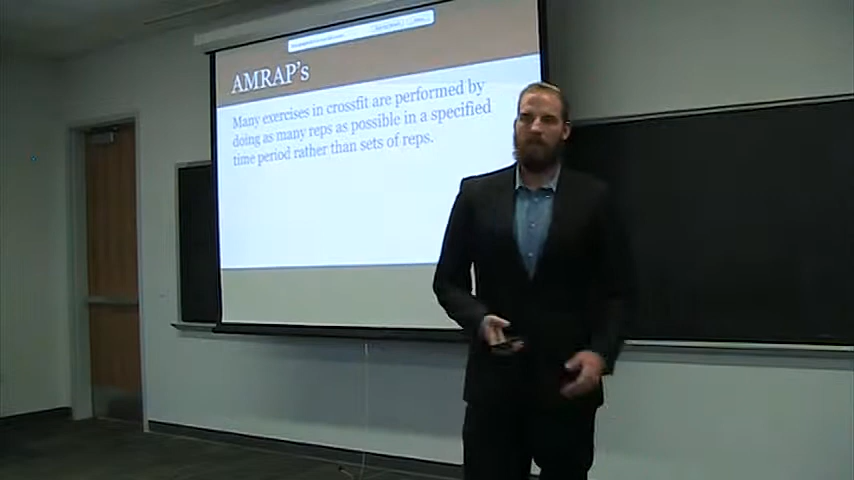 AMRAP's
Many exercises in crossfit are performed by
doing as many reps as possible in a specified
time period rather than sets of reps.